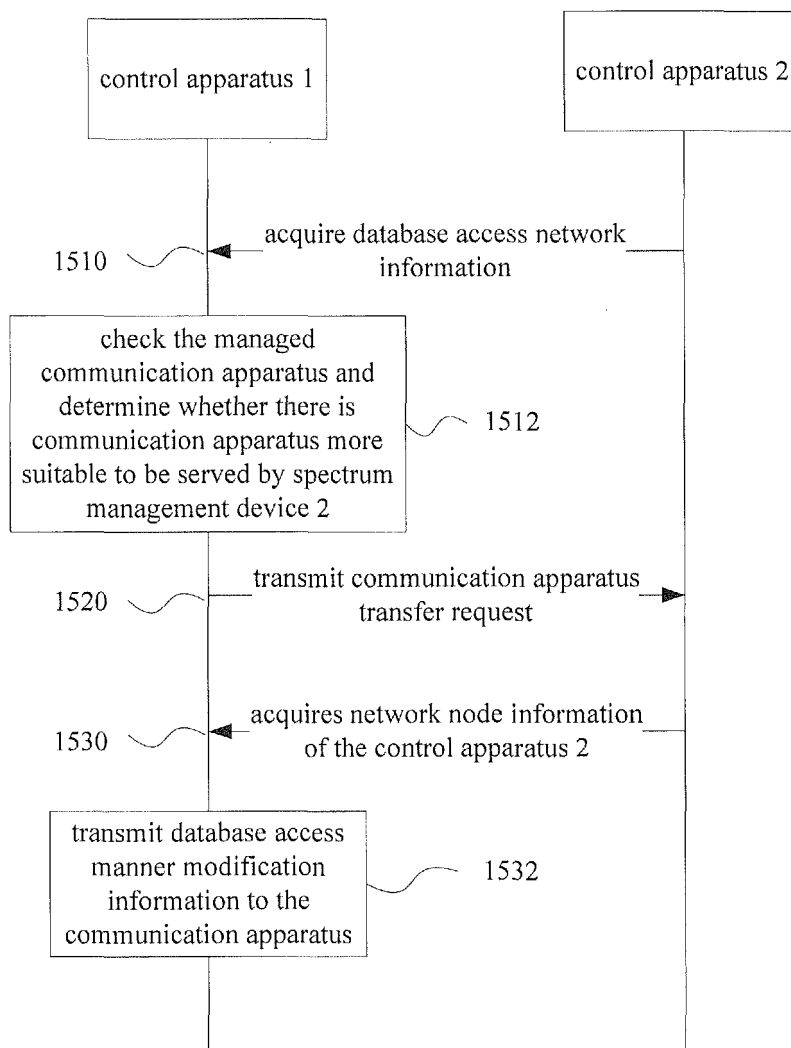 control apparatus 1
control apparatus 2
acquire database access network
information
1510
check the managed
communication apparatus and
determine whether there is
communication apparatus more
suitable to be served by spectrum
management device 2
1512
transmit communication apparatus
transfer request
1520
acquires network node information
of the control apparatus 2
1530
transmit database access
manner modification
information to the
communication apparatus
1532